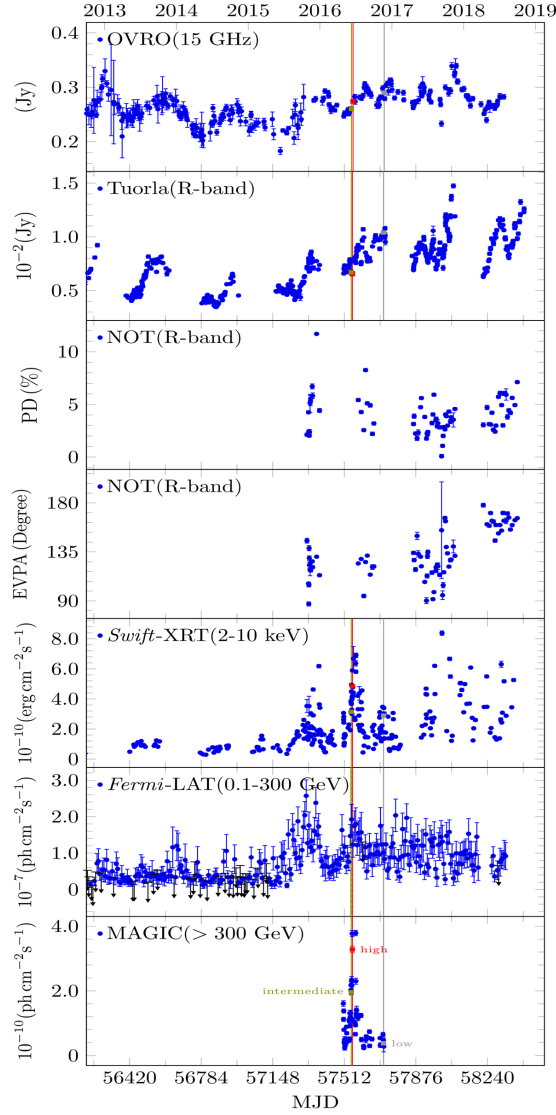 2013 2014 2015 2016 2017 2018 2019
OVRO(15 GHz)
0.4
0.3
0.2
(Jy)
Tuorla(R-band)
1.5
1.0
0.5
10−2(Jy)
NOT(R-band)
10
5
0
PD(%)
NOT(R-band)
180
135
90
EVPA(Degree)
Swift-XRT(2-10 keV)
8.0
6.0
4.0
2.0
0
10−10(erg cm−2s−1)
Fermi-LAT(0.1-300 GeV)
3.0
2.0
1.0
0
10−7(ph cm−2s−1)
MAGIC(> 300 GeV)
4.0
high
intermediate
2.0
low
0
10−10(ph cm−2s−1)
56420 56784 57148 57512 57876 58240
MJD